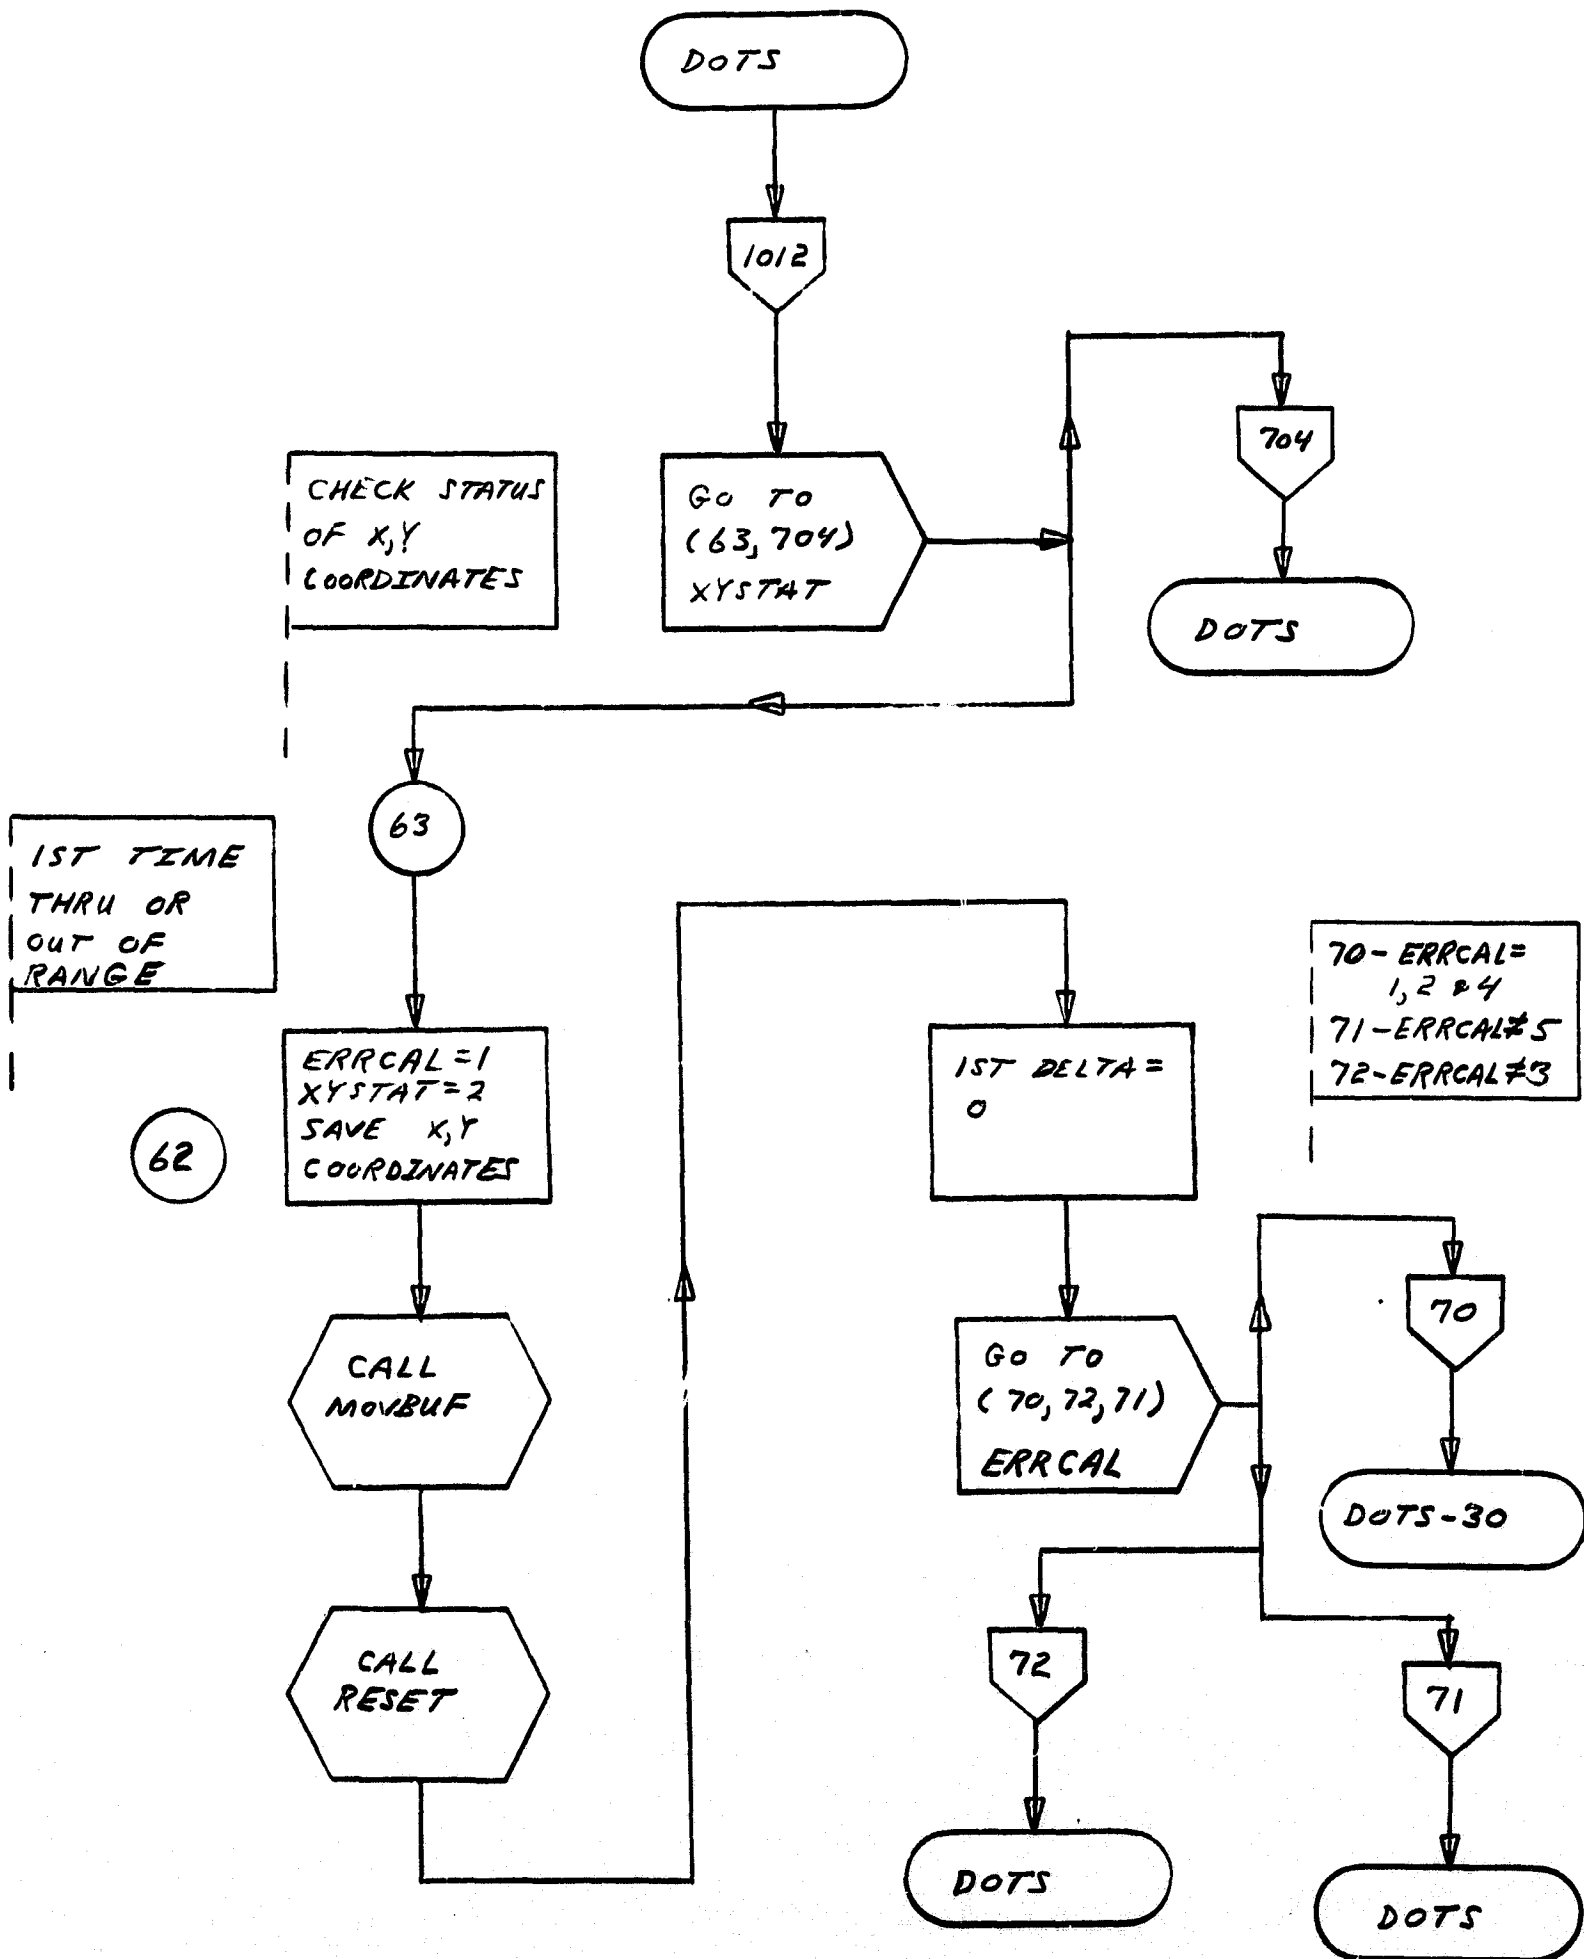 DOTS
1012
704
CHECK STATUS
OF X,Y
COORDINATES
GO TO
(63, 704)
XYSTAT
DOTS
63
1ST TIME
THRU OR
OUT OF
RANGE
ERRCAL=1
XYSTAT=2
SAVE X,Y
COORDINATES
62
1ST DELTA=
0
70-ERRCAL=
1, 2 & 4
71-ERRCAL≠5
72-ERRCAL≠3
CALL
MOVBUF
GO TO
(70, 72, 71)
ERRCAL
70
DOTS-30
CALL
RESET
72
71
DOTS
DOTS